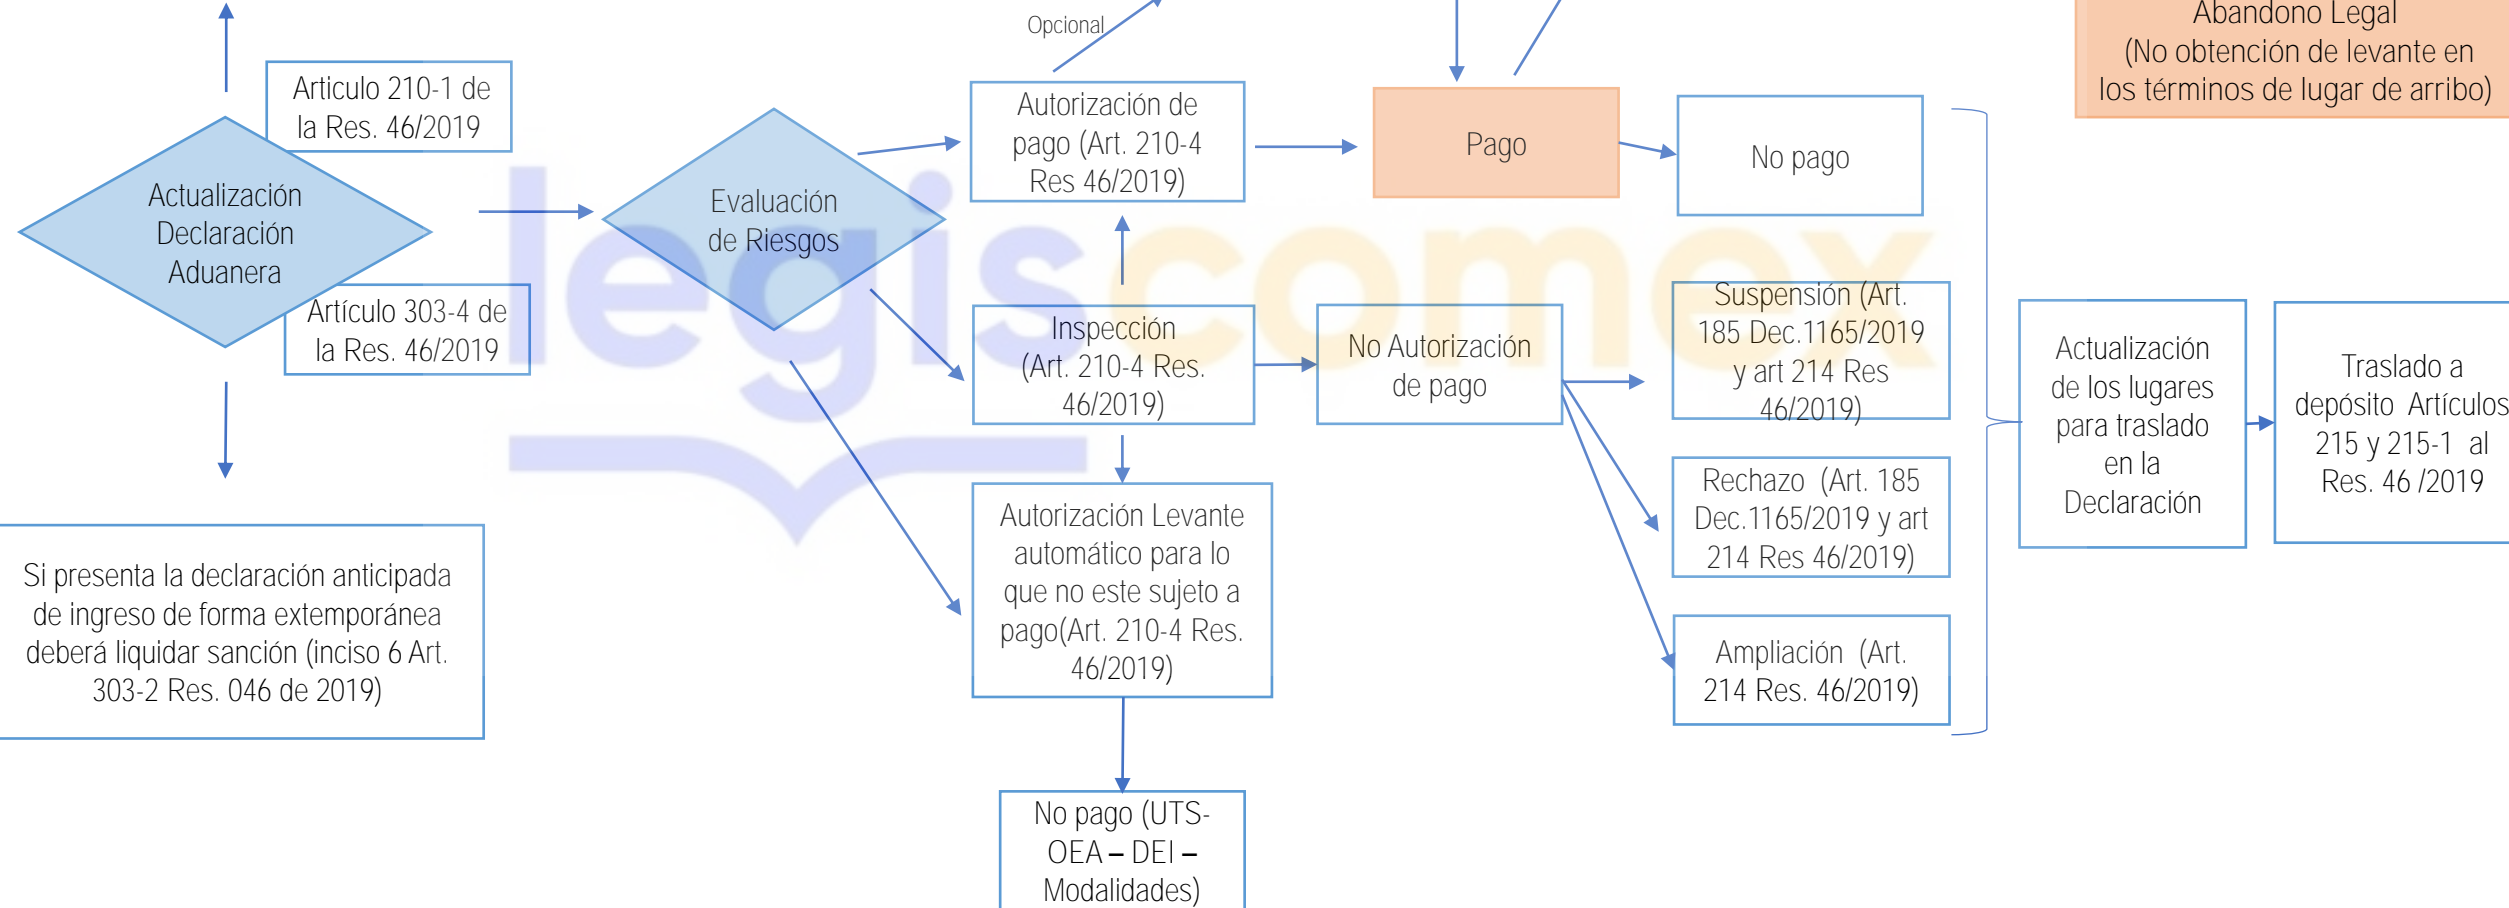 Opcional
Abandono Legal
(No obtención de levante en
los términos de lugar de arribo)
Articulo 210-1 de
la Res. 46/2019
Actualización
Declaración
Aduanera
Artículo 303-4 de
la Res. 46/2019
Si presenta la declaración anticipada
de ingreso de forma extemporánea
deberá liquidar sanción (inciso 6 Art.
303-2 Res. 046 de 2019)
Evaluación
de Riesgos
Autorización de
pago (Art. 210-4
Res 46/2019)
Pago
No pago
Inspección
(Art. 210-4 Res.
46/2019)
No Autorización
de pago
Suspensión (Art.
185 Dec.1165/2019
y art 214 Res
46/2019)
Rechazo (Art. 185
Dec.1165/2019 y art
214 Res 46/2019)
Ampliación (Art.
214 Res. 46/2019)
Actualización
de los lugares
para traslado
en la
Declaración
Traslado a
depósito Artículos
215 y 215-1 al
Res. 46 /2019
Autorización Levante
automático para lo
que no este sujeto a
pago(Art. 210-4 Res.
46/2019)
No pago (UTS-
OEA – DEI –
Modalidades)
legiscomex